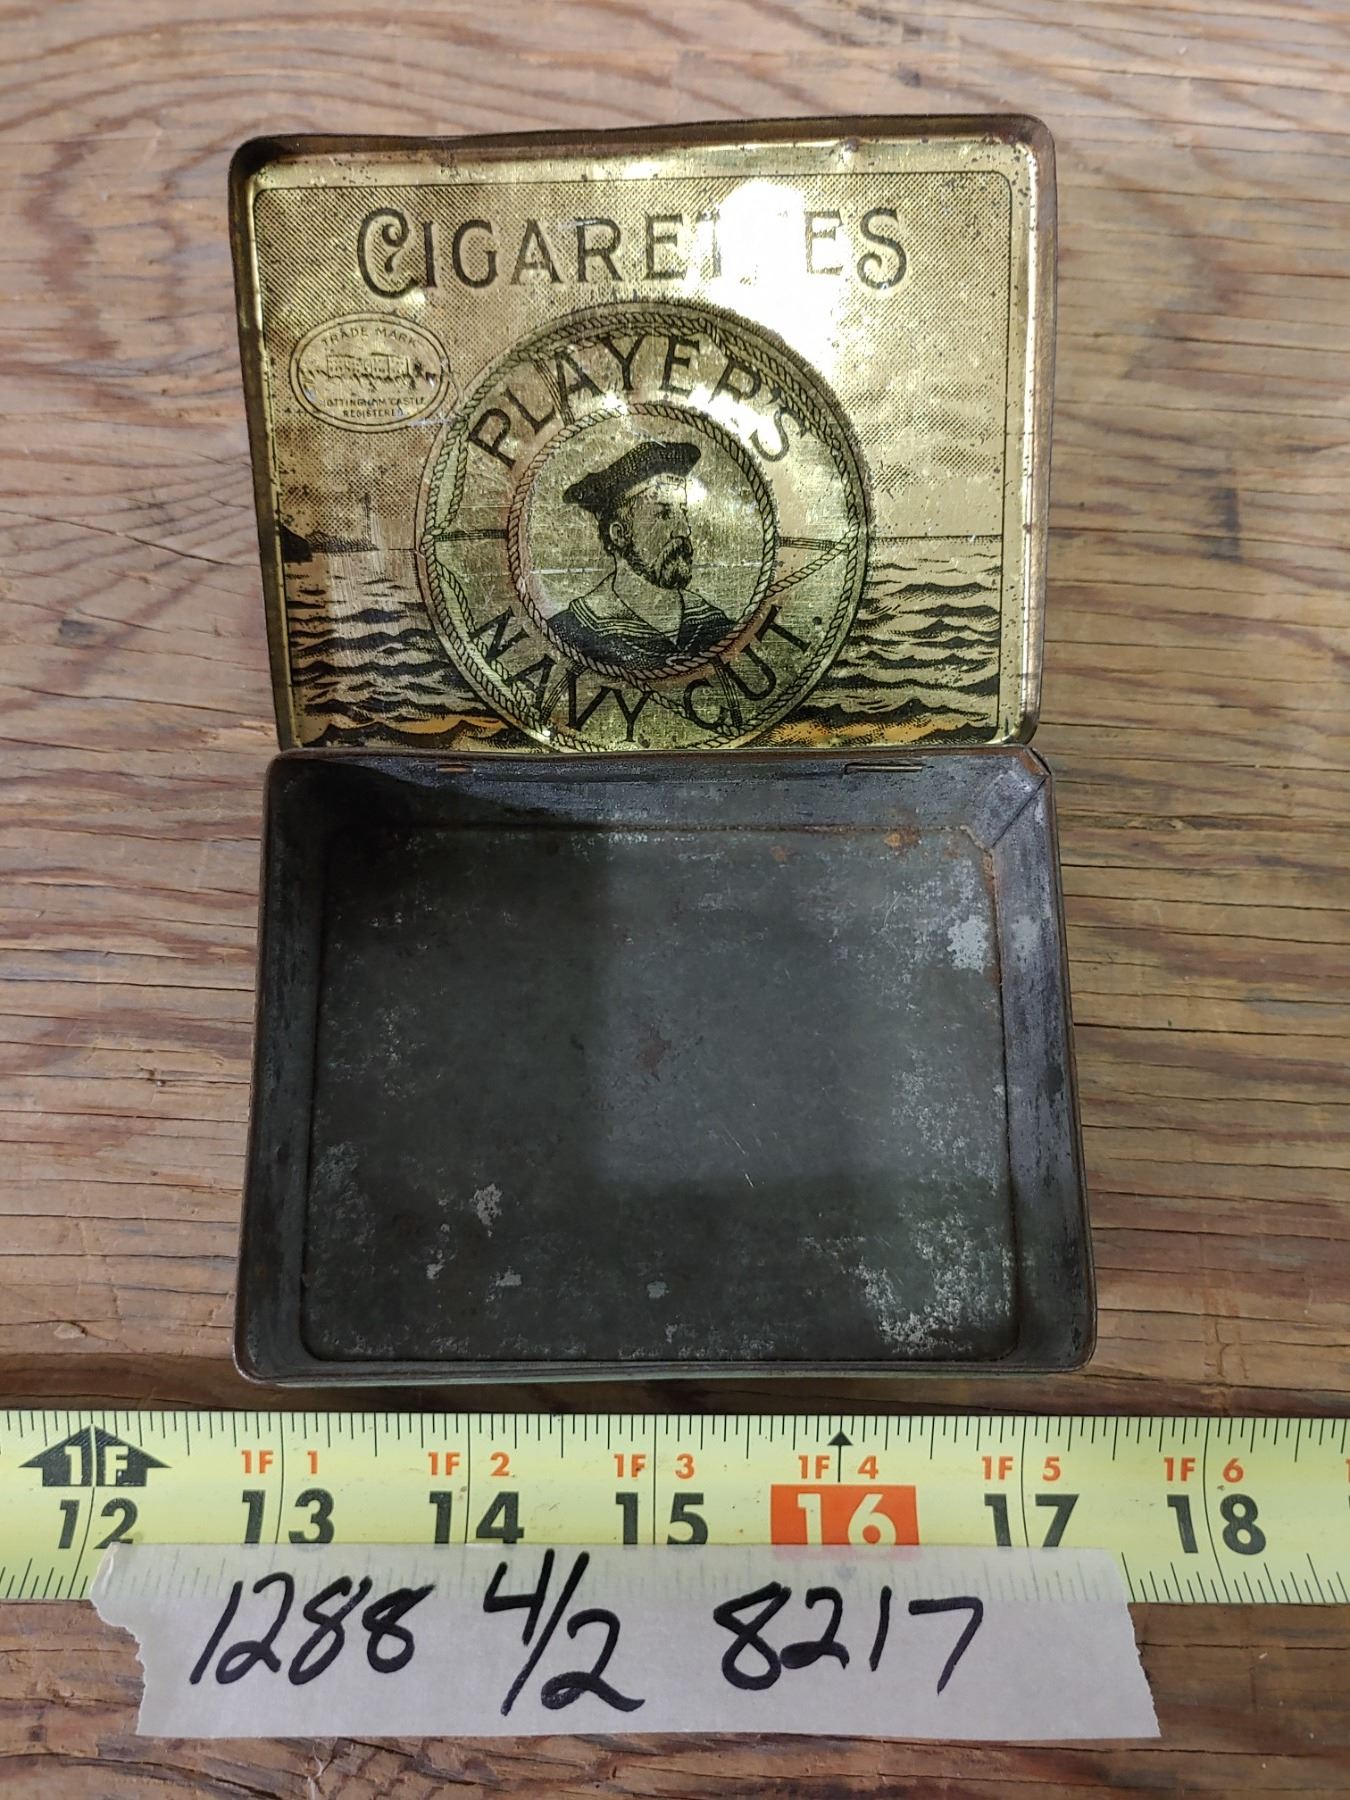 CIGARETTES
TRADE MARK
NOTTINGHAM CASTLE
REGISTERED
PLAYER'S
NAVY CUT.
1F 1F 1 1F 2 1F 3 1F 4 1F 5 1F 6
12 13 14 15 16 17 18
1288 4/2 8217